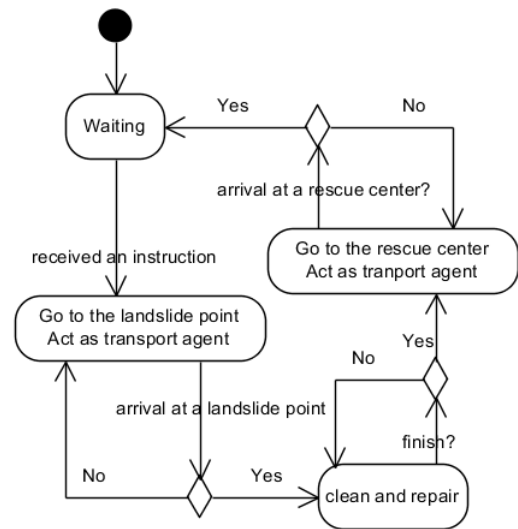 Yes
No
Waiting
arrival at a rescue center?
received an instruction
Go to the rescue center
Act as tranport agent
Go to the landslide point
Act as transport agent
No
Yes
arrival at a landslide point
finish?
No
Yes
clean and repair